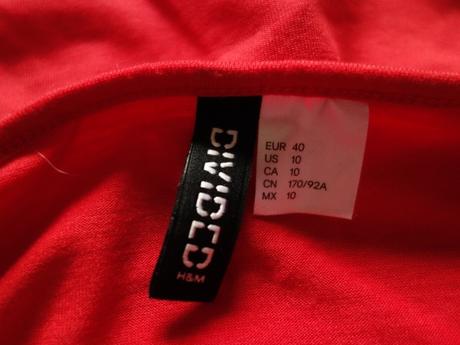 DIVIDED
H&M
EUR 40
US 10
CA 10
CN 170/92A
MX 10